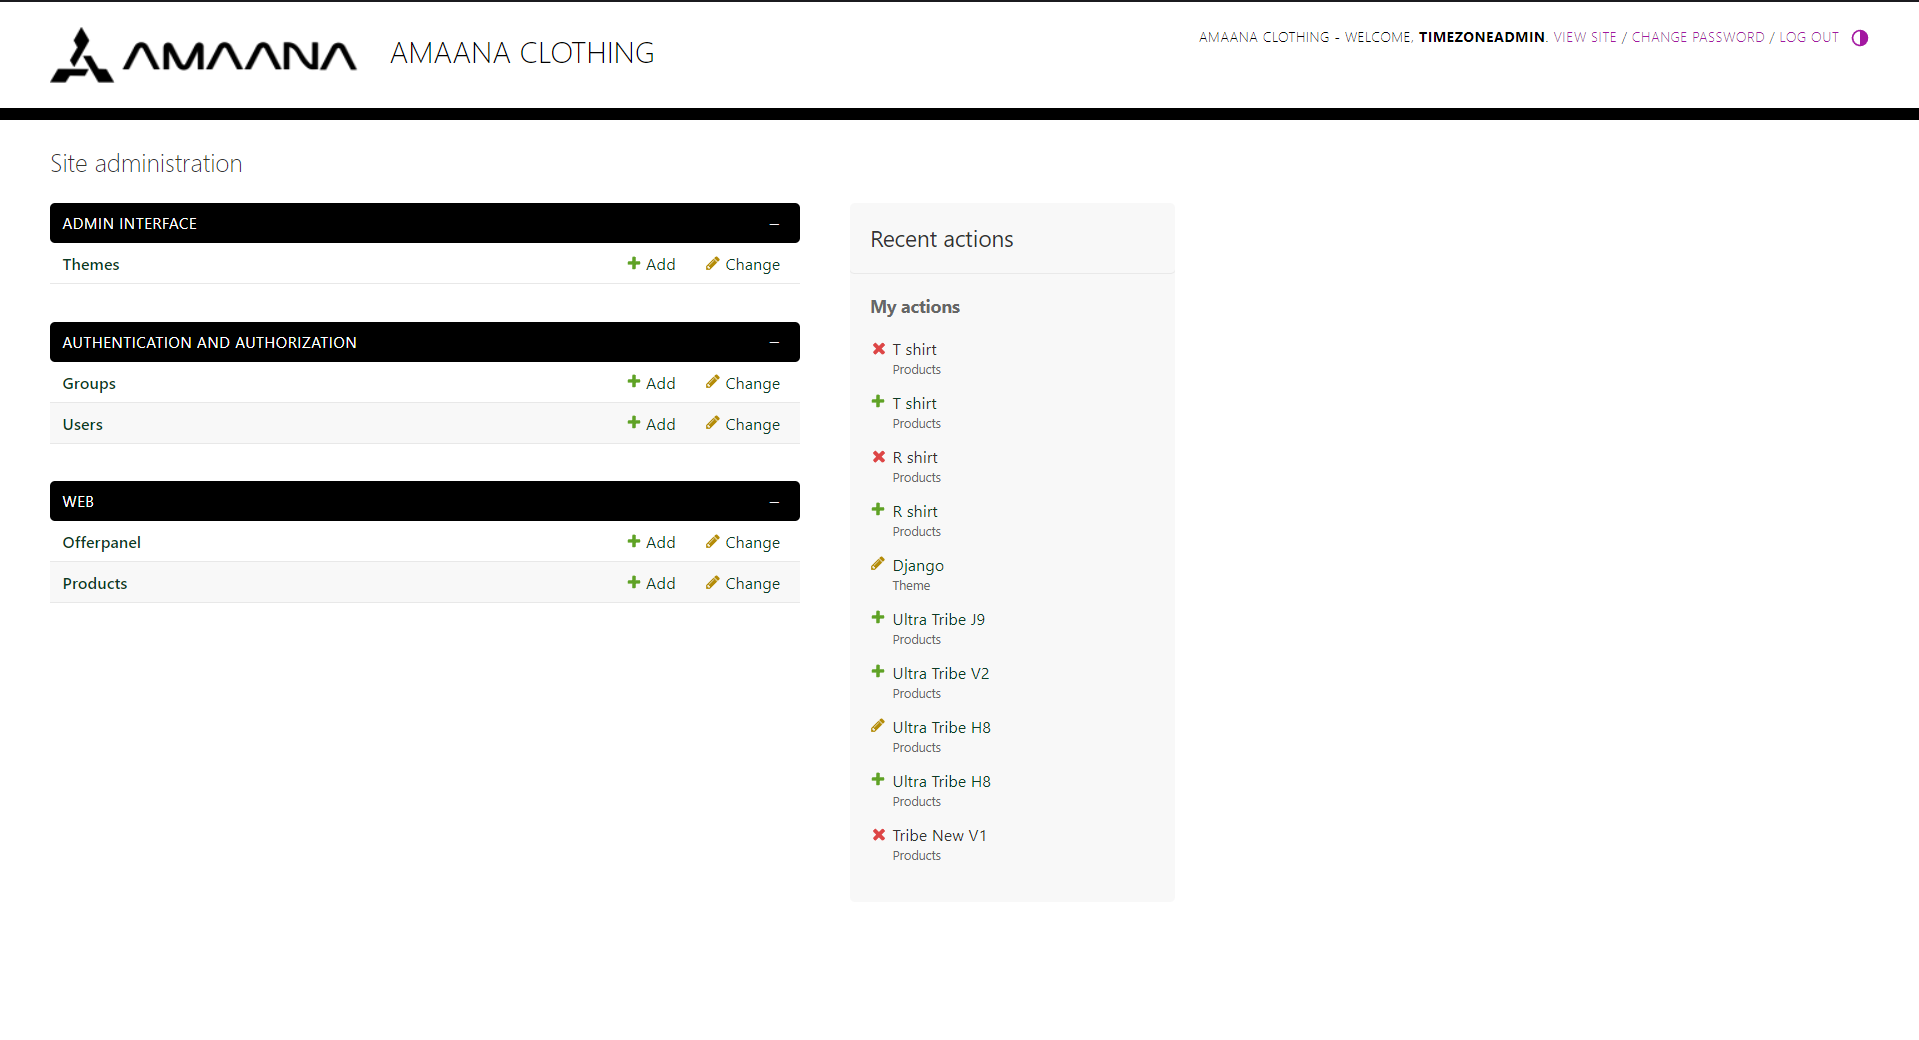 AMAANA
AMAANA CLOTHING
AMAANA CLOTHING - WELCOME, TIMEZONEADMIN. VIEW SITE / CHANGE PASSWORD / LOG OUT
Site administration
ADMIN INTERFACE
Themes Add Change
AUTHENTICATION AND AUTHORIZATION
Groups Add Change
Users Add Change
WEB
Offerpanel Add Change
Products Add Change
Recent actions
My actions
T shirt
Products
T shirt
Products
R shirt
Products
R shirt
Products
Django
Theme
Ultra Tribe J9
Products
Ultra Tribe V2
Products
Ultra Tribe H8
Products
Ultra Tribe H8
Products
Tribe New V1
Products